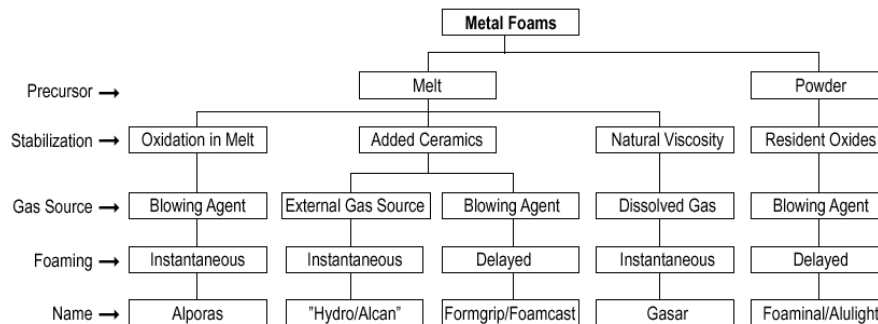 Metal Foams
Precursor → Melt Powder
Stabilization → Oxidation in Melt Added Ceramics Natural Viscosity Resident Oxides
Gas Source → Blowing Agent External Gas Source Blowing Agent Dissolved Gas Blowing Agent
Foaming → Instantaneous Instantaneous Delayed Instantaneous Delayed
Name → Alporas ”Hydro/Alcan” Formgrip/Foamcast Gasar Foaminal/Alulight